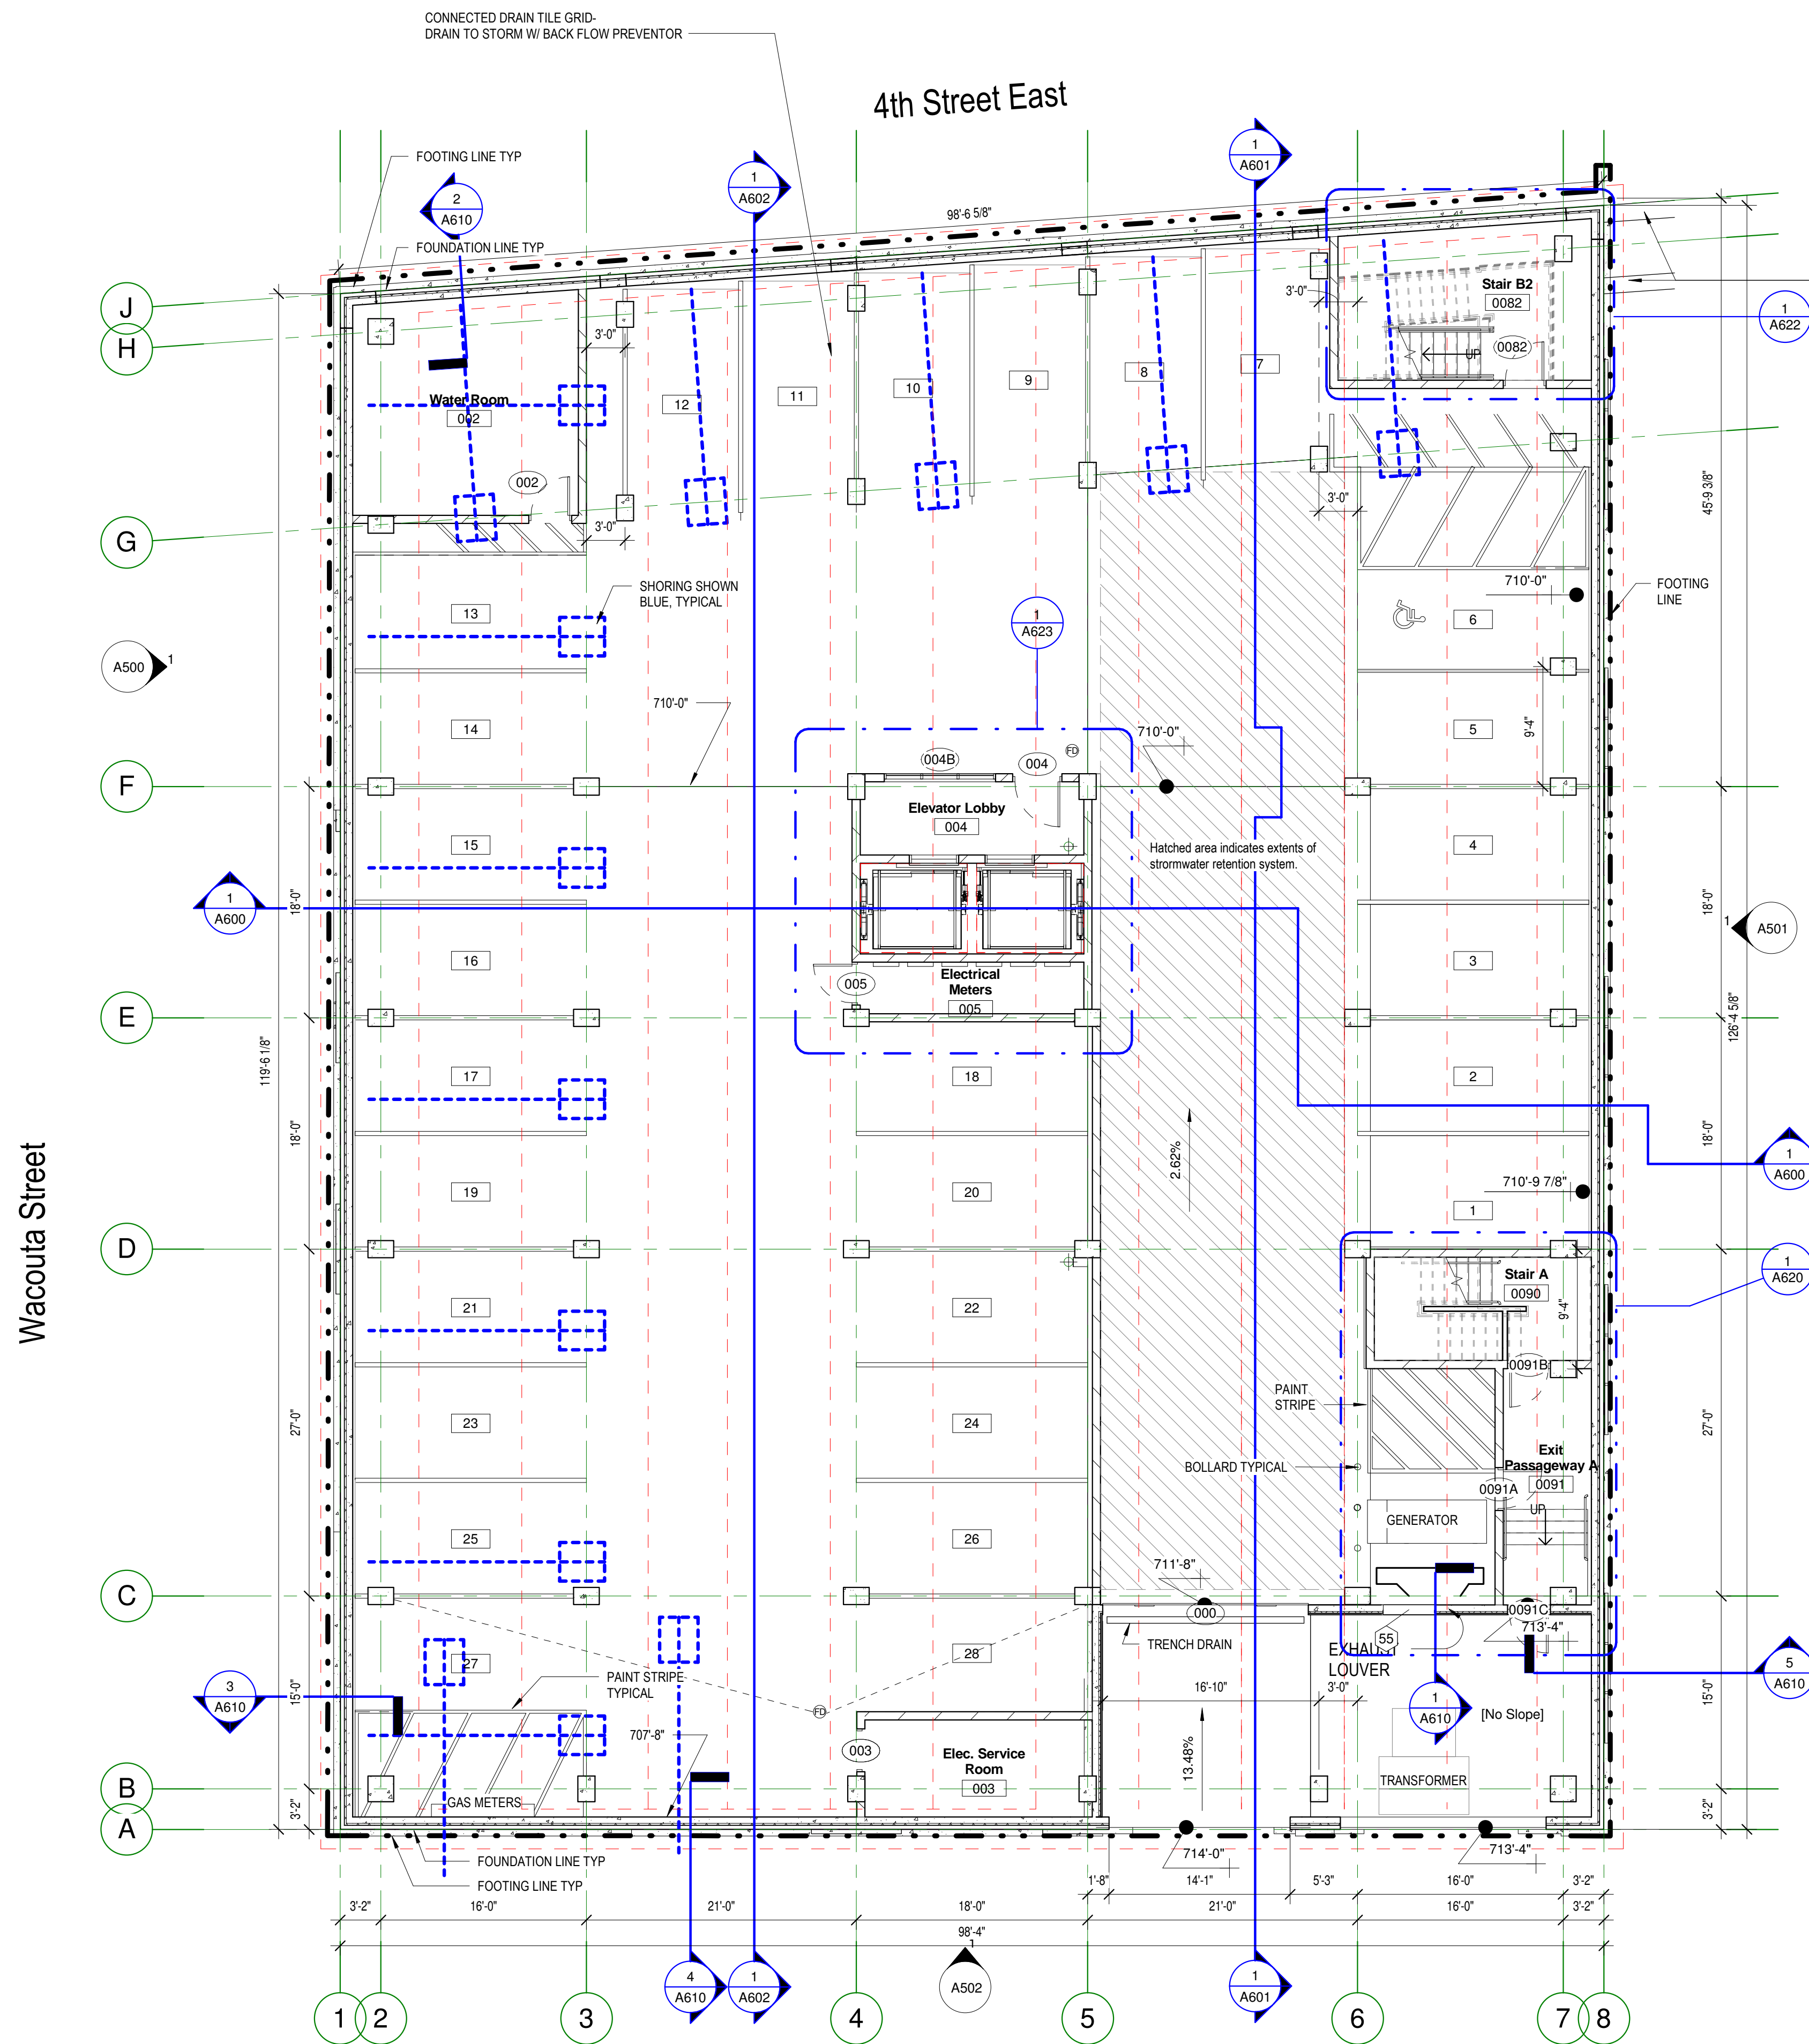 CONNECTED DRAIN TILE GRID-
DRAIN TO STORM W/ BACK FLOW PREVENTOR
4th Street East
FOOTING LINE TYP
2
A610
1
A602
1
A601
98'-6 5/8"
FOUNDATION LINE TYP
J
H
G
F
E
D
C
B
A
Stair B2
0082
0082
UP
1
A622
3'-0"
3'-0"
Water Room
002
002
12
11
10
9
8
7
3'-0"
3'-0"
45'-9 3/8"
SHORING SHOWN
BLUE, TYPICAL
13
1
A623
710'-0"
6
FOOTING
LINE
A500
1
14
710'-0"
710'-0"
5
9'-4"
FD
004B
004
Elevator Lobby
004
15
Hatched area indicates extents of
strormwater retention system.
4
1
A600
18'-0"
18'-0"
1
A501
16
3
Electrical
Meters
005
005
126'-4 5/8"
119'-6 1/8"
17
18
2
18'-0"
18'-0"
2.62%
1
A600
Wacouta Street
19
20
710'-9 7/8"
1
1
A620
Stair A
0090
9'-4"
21
22
0091B
PAINT
STRIPE
27'-0"
27'-0"
23
24
Exit
Passageway A
0091
BOLLARD TYPICAL
0091A
UP
GENERATOR
25
26
711'-8"
000
0091C
713'-4"
55
TRENCH DRAIN
EXHAUST
LOUVER
27
28
PAINT STRIPE
TYPICAL
3
A610
15'-0"
15'-0"
5
A610
16'-10"
3'-0"
1
A610
[No Slope]
FD
707'-8"
003
Elec. Service
Room
003
13.48%
TRANSFORMER
GAS METERS
3'-2"
3'-2"
714'-0"
713'-4"
FOUNDATION LINE TYP
FOOTING LINE TYP
1'-8"
14'-1"
5'-3"
16'-0"
3'-2"
3'-2"
16'-0"
21'-0"
18'-0"
21'-0"
16'-0"
3'-2"
98'-4"
4
A610
1
A602
1
A502
1
A601
1
2
3
4
5
6
7
8